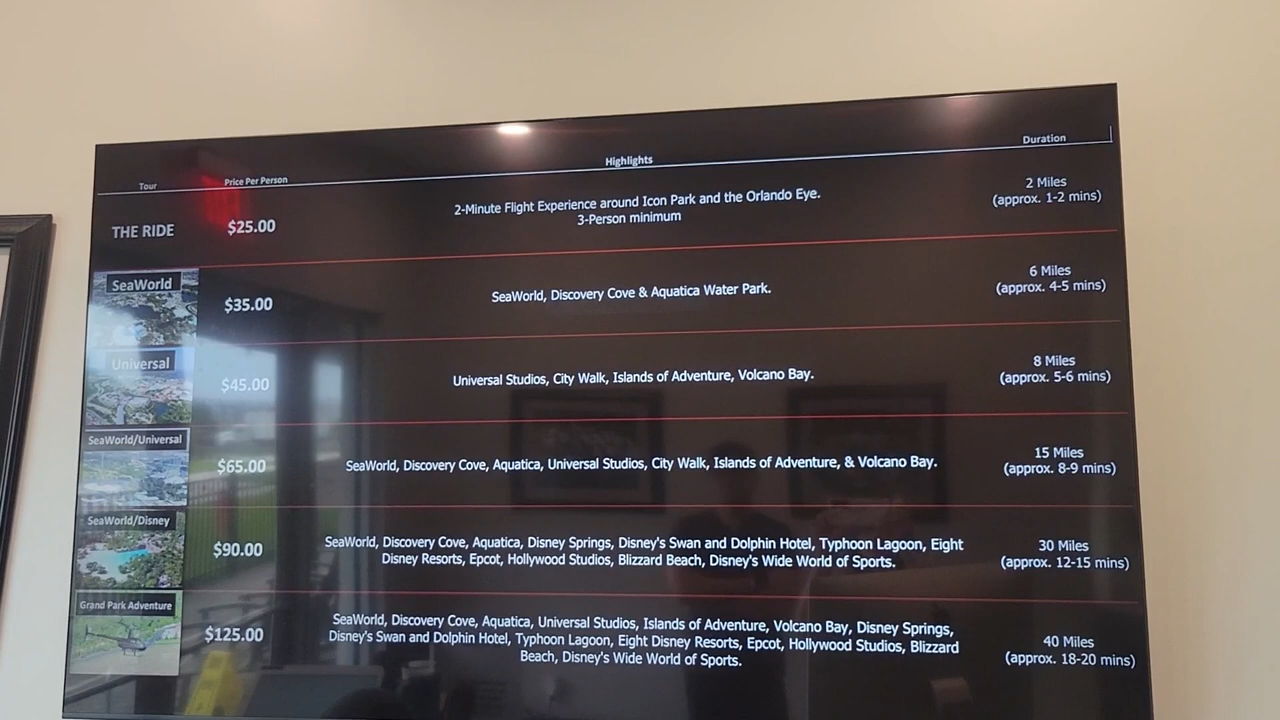 Tour Price Per Person Highlights Duration
THE RIDE
$25.00
2-Minute Flight Experience around Icon Park and the Orlando Eye.
3-Person minimum
2 Miles
(approx. 1-2 mins)
SeaWorld
$35.00
SeaWorld, Discovery Cove & Aquatica Water Park.
6 Miles
(approx. 4-5 mins)
Universal
$45.00
Universal Studios, City Walk, Islands of Adventure, Volcano Bay.
8 Miles
(approx. 5-6 mins)
SeaWorld/Universal
$65.00
SeaWorld, Discovery Cove, Aquatica, Universal Studios, City Walk, Islands of Adventure, & Volcano Bay.
15 Miles
(approx. 8-9 mins)
SeaWorld/Disney
$90.00
SeaWorld, Discovery Cove, Aquatica, Disney Springs, Disney's Swan and Dolphin Hotel, Typhoon Lagoon, Eight
Disney Resorts, Epcot, Hollywood Studios, Blizzard Beach, Disney's Wide World of Sports.
30 Miles
(approx. 12-15 mins)
Grand Park Adventure
$125.00
SeaWorld, Discovery Cove, Aquatica, Universal Studios, Islands of Adventure, Volcano Bay, Disney Springs,
Disney's Swan and Dolphin Hotel, Typhoon Lagoon, Eight Disney Resorts, Epcot, Hollywood Studios, Blizzard
Beach, Disney's Wide World of Sports.
40 Miles
(approx. 18-20 mins)